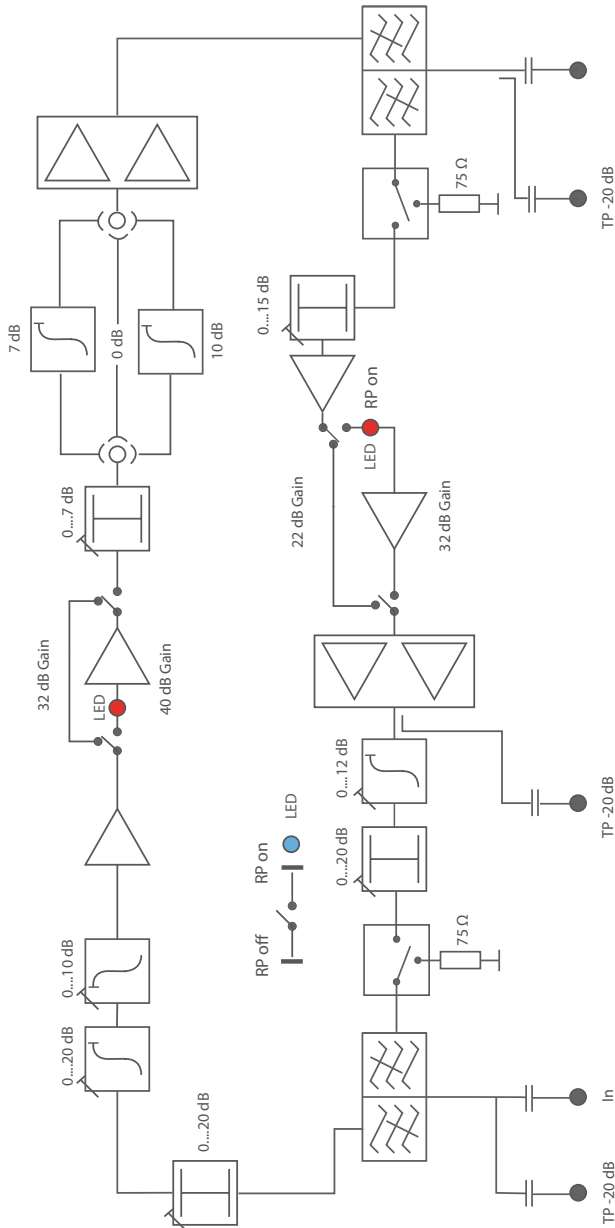 7 dB
32 dB Gain
0....20 dB
0....10 dB
0....7 dB
LED
0 dB
40 dB Gain
0....20 dB
10 dB
RP off
RP on
0....15 dB
LED
22 dB Gain
0....20 dB
0....12 dB
LED
RP on
32 dB Gain
75 Ω
75 Ω
TP -20 dB
In
TP -20 dB
TP -20 dB